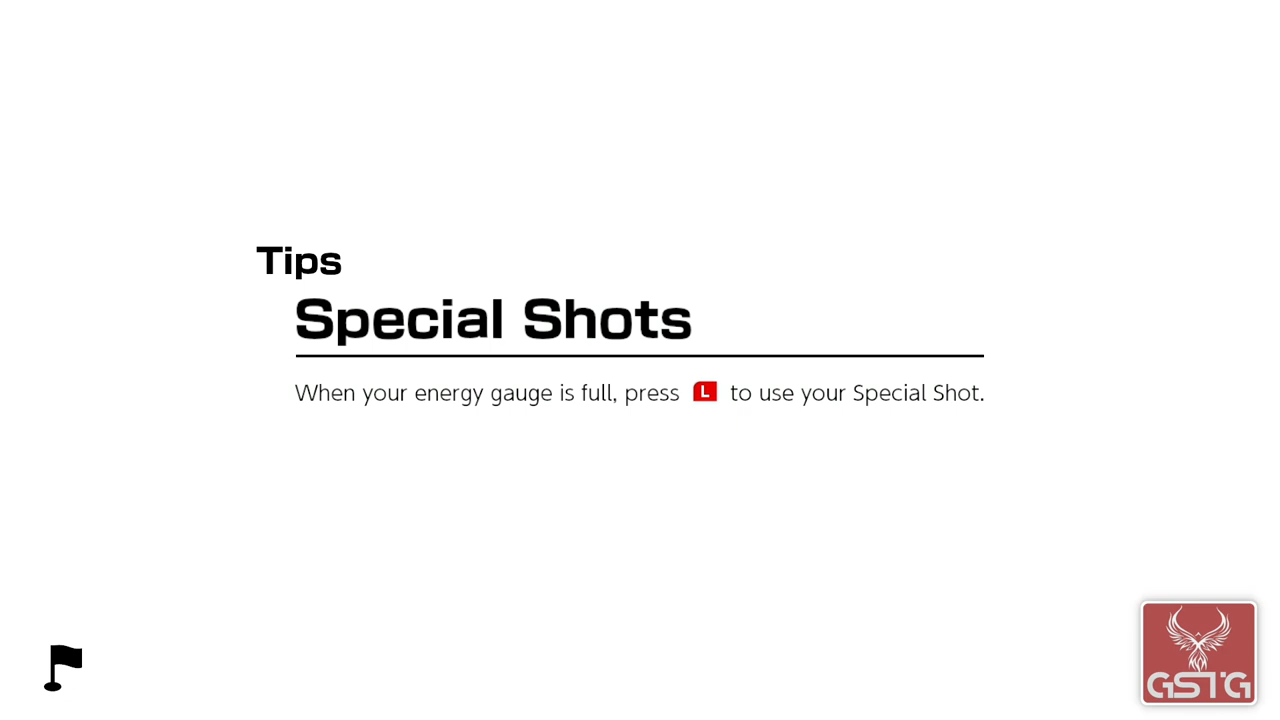 Tips
Special Shots
When your energy gauge is full, press L to use your Special Shot.
GSTG